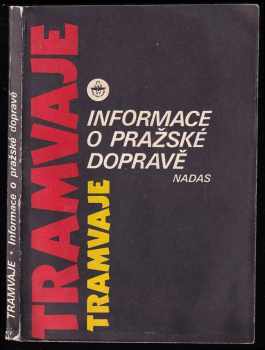 TRAMVAJE • Informace o pražské dopravě
TRAMVAJE
TRAMVAJE
INFORMACE
O PRAŽSKÉ
DOPRAVĚ
NADAS